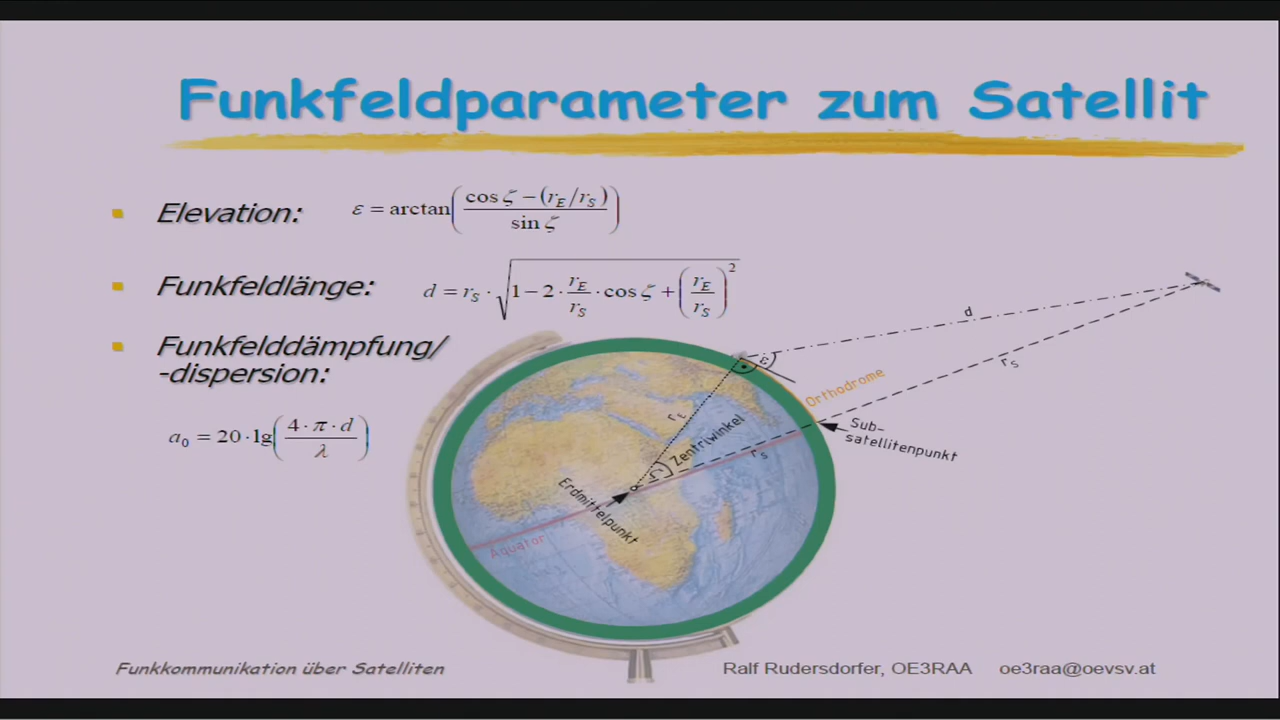 Funkfeldparameter zum Satellit
Elevation: ε = arctan((cos ζ − (r_E/r_S)) / sin ζ)
Funkfeldlänge: d = r_S · √(1 − 2 · r_E/r_S · cos ζ + (r_E/r_S)²)
Funkfelddämpfung/
-dispersion:
a₀ = 20 · lg((4 · π · d) / λ)
d
ε
r_S
Orthodrome
r_E
Zentriwinkel
r_S
ζ
Sub-
satellitenpunkt
Erdmittelpunkt
Äquator
Funkkommunikation über Satelliten
Ralf Rudersdorfer, OE3RAA oe3raa@oevsv.at